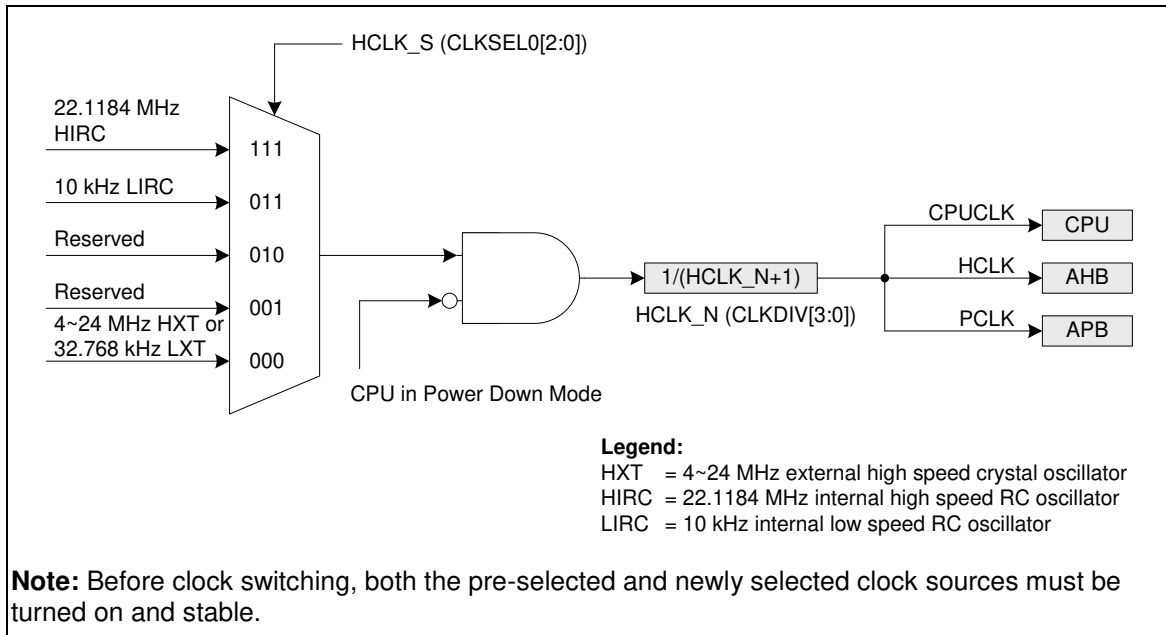 HCLK_S (CLKSEL0[2:0])
22.1184 MHz
HIRC
111
10 kHz LIRC
011
Reserved
010
Reserved
001
4~24 MHz HXT or
32.768 kHz LXT
000
CPU in Power Down Mode
1/(HCLK_N+1)
HCLK_N (CLKDIV[3:0])
CPUCLK
CPU
HCLK
AHB
PCLK
APB
Legend:
HXT = 4~24 MHz external high speed crystal oscillator
HIRC = 22.1184 MHz internal high speed RC oscillator
LIRC = 10 kHz internal low speed RC oscillator
Note: Before clock switching, both the pre-selected and newly selected clock sources must be
turned on and stable.